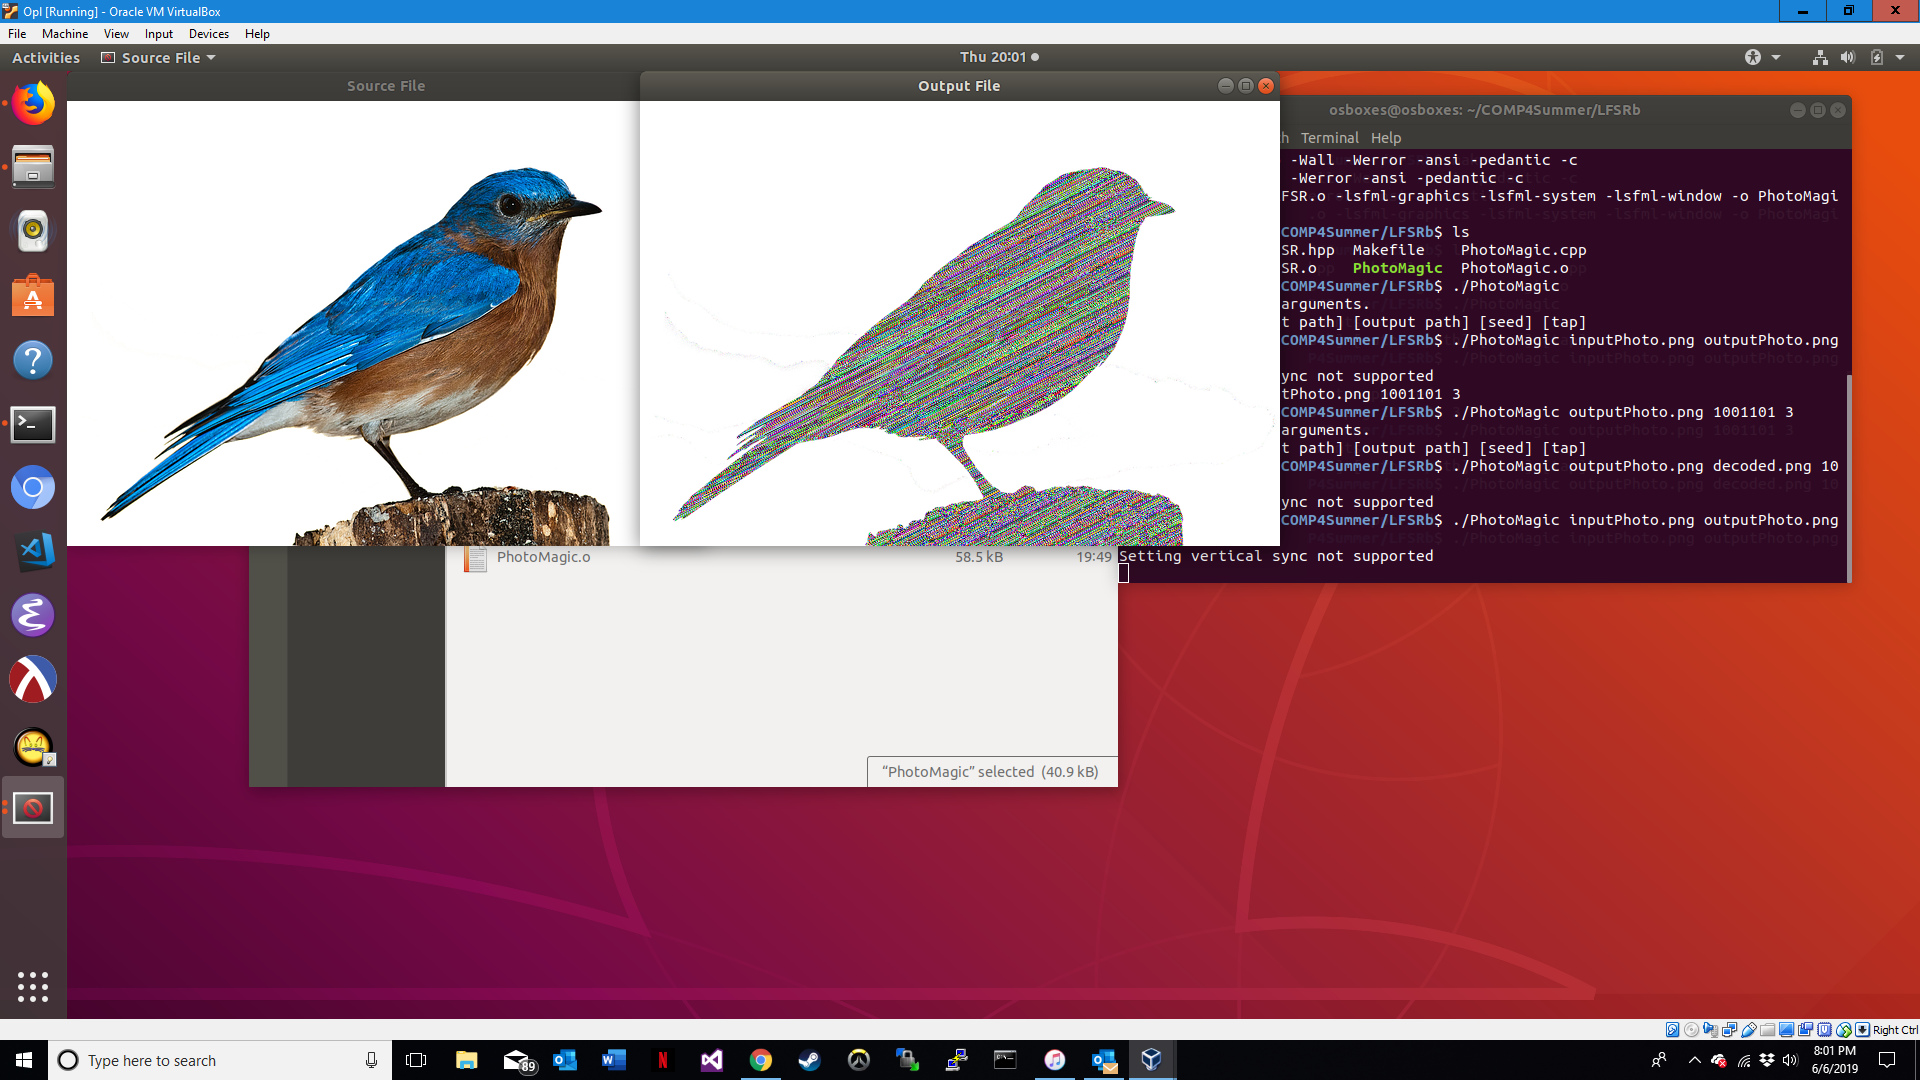 Opl [Running] - Oracle VM VirtualBox
File Machine View Input Devices Help
Activities Source File Thu 20:01
Source File
Output File
osboxes@osboxes: ~/COMP4Summer/LFSRb
h Terminal Help
-Wall -Werror -ansi -pedantic -c
-Werror -ansi -pedantic -c
FSR.o -lsfml-graphics -lsfml-system -lsfml-window -o PhotoMagi
COMP4Summer/LFSRb$ ls
SR.hpp Makefile PhotoMagic.cpp
SR.o PhotoMagic PhotoMagic.o
COMP4Summer/LFSRb$ ./PhotoMagic
arguments.
t path] [output path] [seed] [tap]
COMP4Summer/LFSRb$ ./PhotoMagic inputPhoto.png outputPhoto.png
ync not supported
tPhoto.png 1001101 3
COMP4Summer/LFSRb$ ./PhotoMagic outputPhoto.png 1001101 3
arguments.
t path] [output path] [seed] [tap]
COMP4Summer/LFSRb$ ./PhotoMagic outputPhoto.png decoded.png 10
ync not supported
COMP4Summer/LFSRb$ ./PhotoMagic inputPhoto.png outputPhoto.png
Setting vertical sync not supported
PhotoMagic.o 58.5 kB 19:49
“PhotoMagic” selected (40.9 kB)
Right Ctrl
Type here to search
89
8:01 PM
6/6/2019